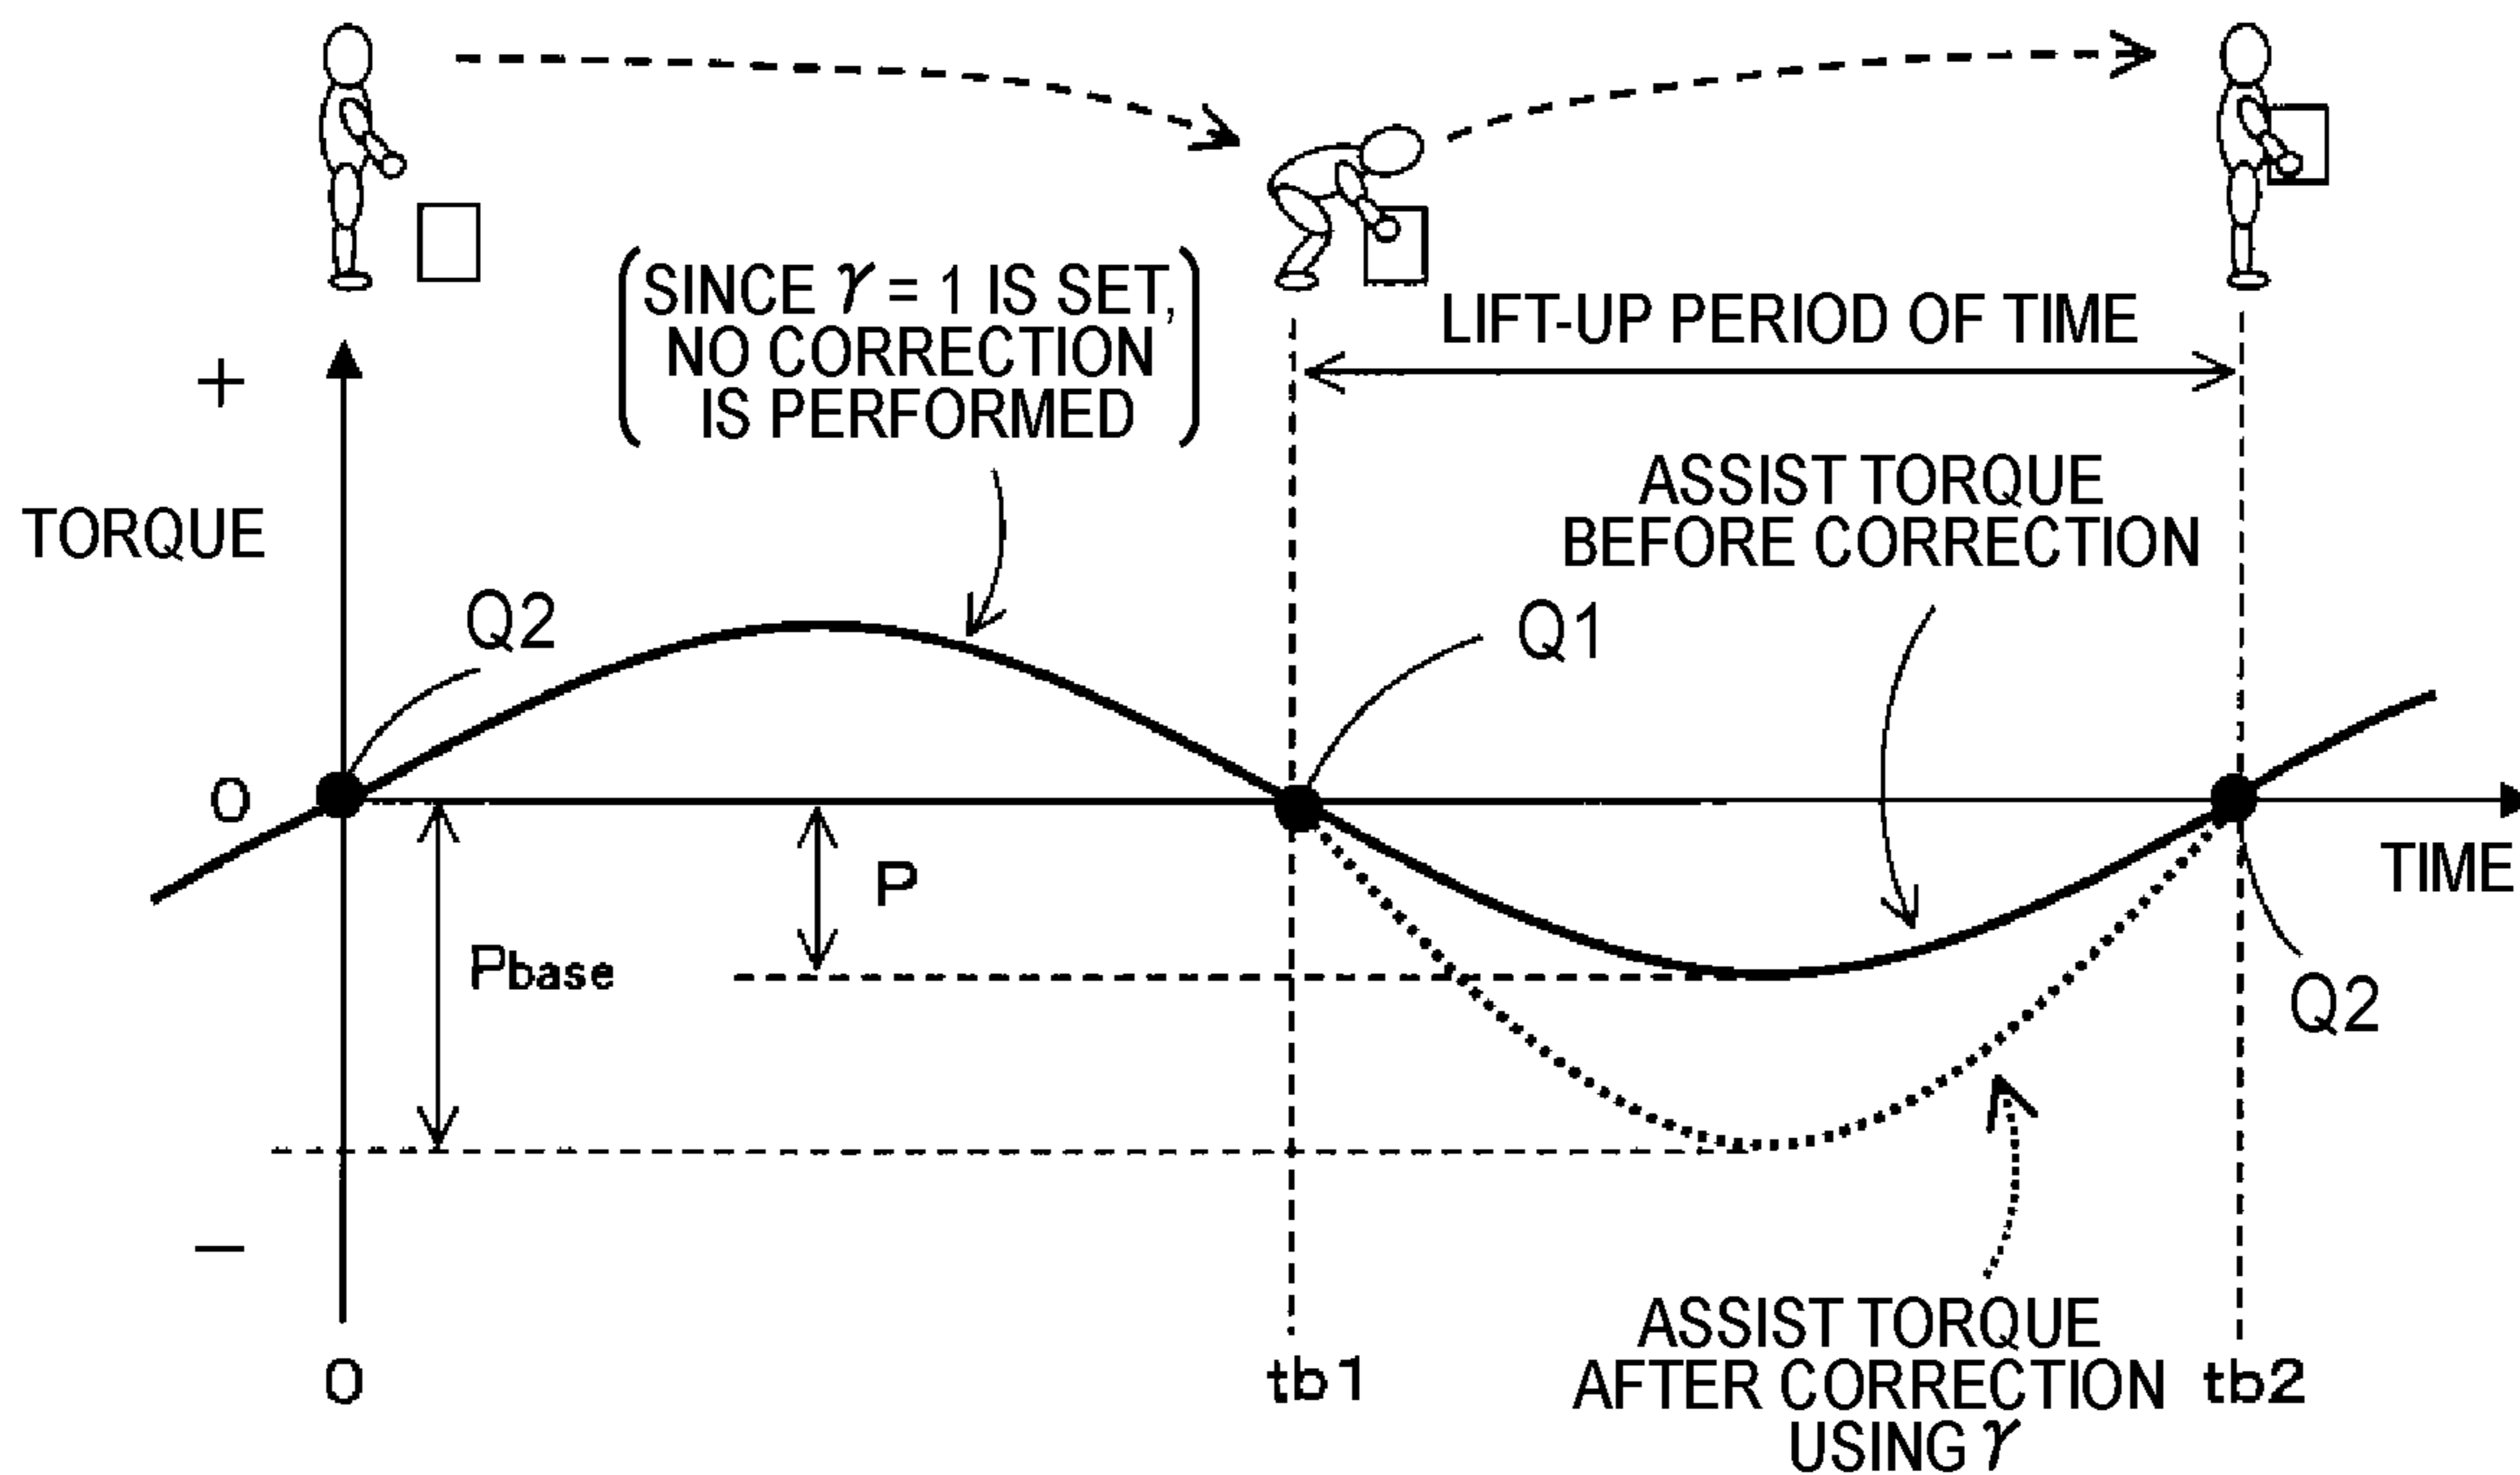 (SINCE γ = 1 IS SET,
NO CORRECTION
IS PERFORMED)
LIFT-UP PERIOD OF TIME
+
TORQUE
ASSIST TORQUE
BEFORE CORRECTION
Q2
Q1
0
P
TIME
Pbase
Q2
−
ASSIST TORQUE
AFTER CORRECTION
USING γ
0
tb1
tb2